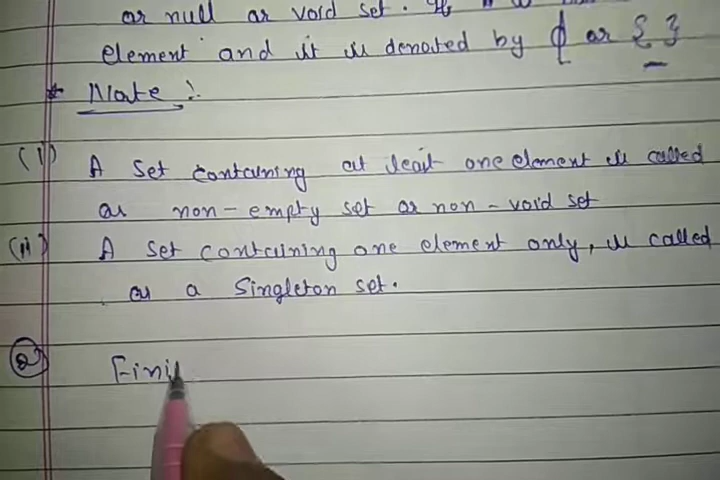 or null or void set. If it
element and it is denoted by ϕ or { }
* Note :
(i)
A set containing at least one element is called
as non-empty set or non-void set
(ii) A set containing one element only, is called
as a Singleton set.
(2) Fini